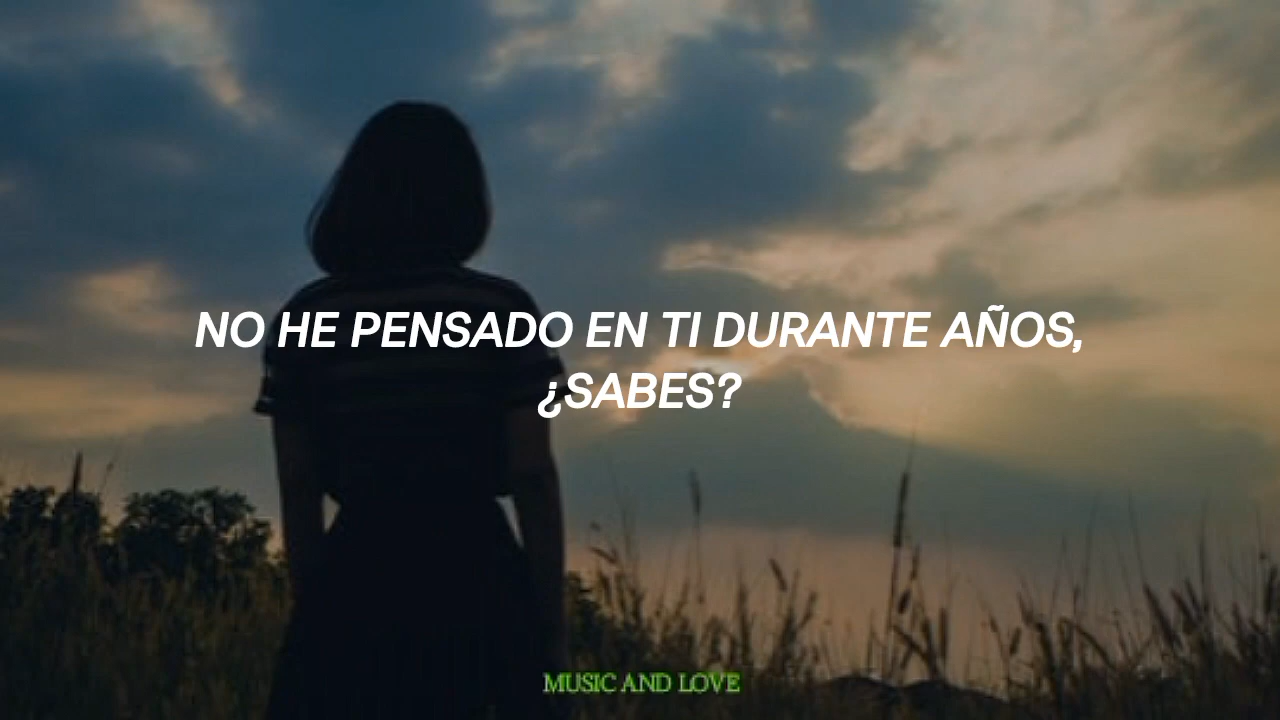 NO HE PENSADO EN TI DURANTE AÑOS,
¿SABES?
MUSIC AND LOVE